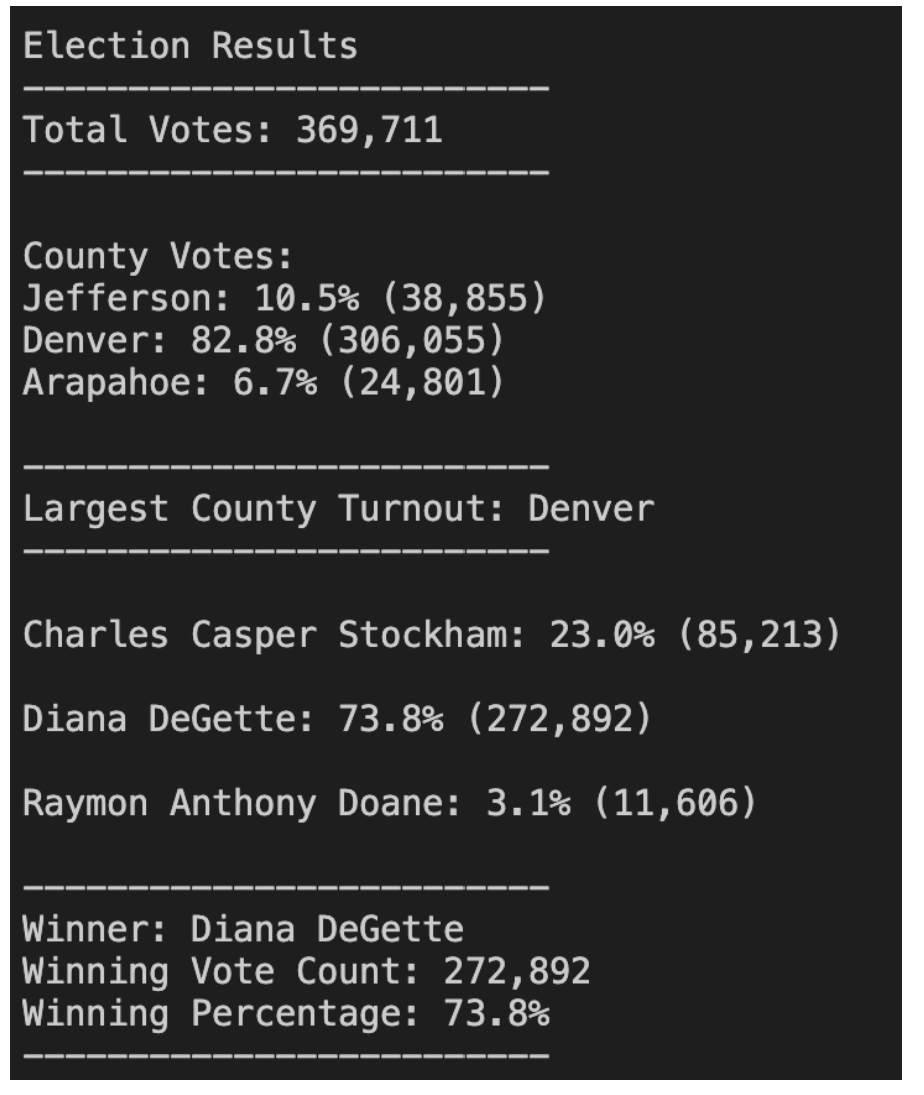 Election Results
-------------------------
Total Votes: 369,711
-------------------------
County Votes:
Jefferson: 10.5% (38,855)
Denver: 82.8% (306,055)
Arapahoe: 6.7% (24,801)
-------------------------
Largest County Turnout: Denver
-------------------------
Charles Casper Stockham: 23.0% (85,213)
Diana DeGette: 73.8% (272,892)
Raymon Anthony Doane: 3.1% (11,606)
-------------------------
Winner: Diana DeGette
Winning Vote Count: 272,892
Winning Percentage: 73.8%
-------------------------